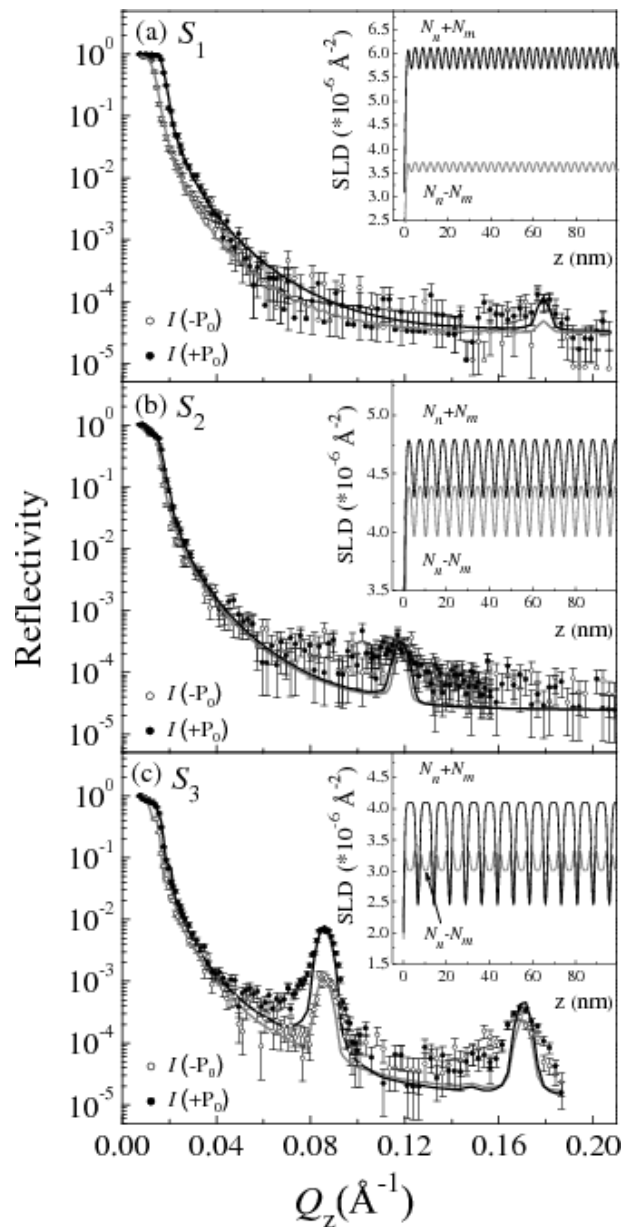 (a) S₁
10⁰
10⁻¹
10⁻²
10⁻³
10⁻⁴
10⁻⁵
I (-P₀)
I (+P₀)
SLD (*10⁻⁶ Å⁻²)
6.5
6.0
5.5
5.0
4.5
4.0
3.5
3.0
2.5
Nₙ+Nₘ
Nₙ-Nₘ
0 20 40 60 80
z (nm)
(b) S₂
10⁰
10⁻¹
10⁻²
10⁻³
10⁻⁴
10⁻⁵
I (-P₀)
I (+P₀)
SLD (*10⁻⁶ Å⁻²)
5.0
4.5
4.0
3.5
Nₙ+Nₘ
Nₙ-Nₘ
0 20 40 60 80
z (nm)
Reflectivity
(c) S₃
10⁰
10⁻¹
10⁻²
10⁻³
10⁻⁴
10⁻⁵
I (-P₀)
I (+P₀)
SLD (*10⁻⁶ Å⁻²)
4.5
4.0
3.5
3.0
2.5
2.0
1.5
Nₙ+Nₘ
Nₙ-Nₘ
0 20 40 60 80
z (nm)
0.00 0.04 0.08 0.12 0.16 0.20
Q_z(Å⁻¹)